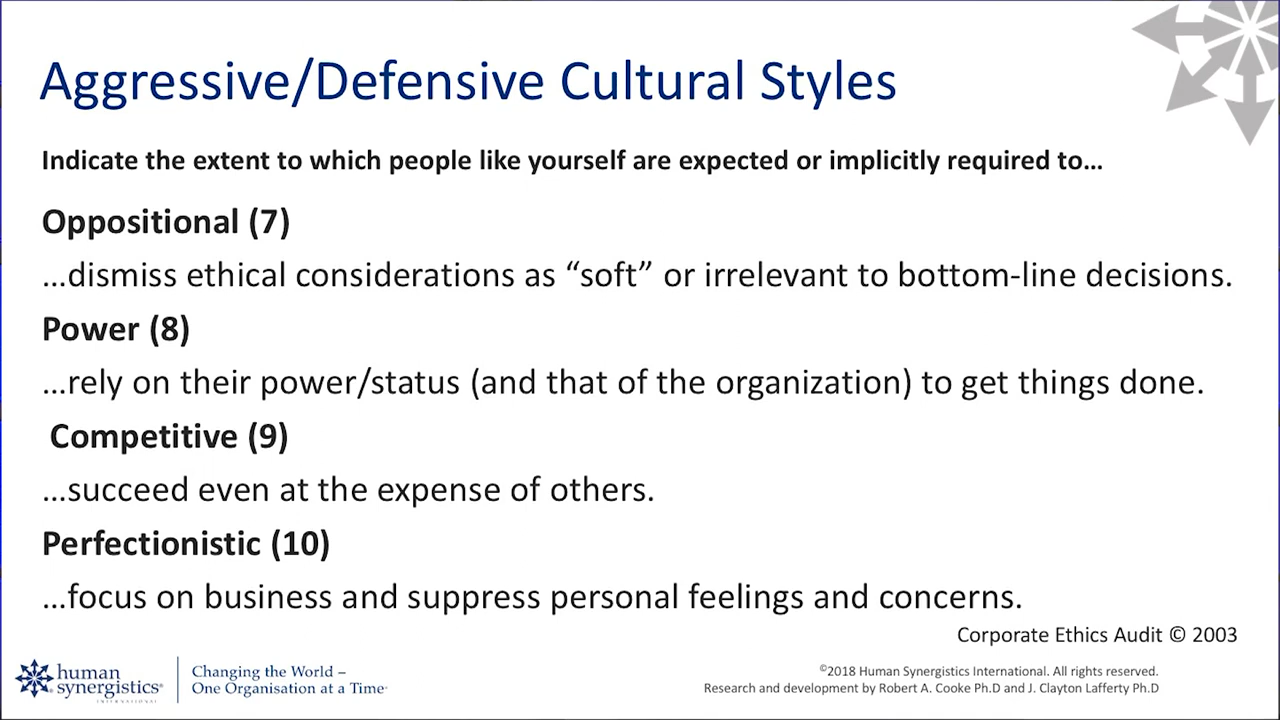 Aggressive/Defensive Cultural Styles
Indicate the extent to which people like yourself are expected or implicitly required to…
Oppositional (7)
…dismiss ethical considerations as “soft” or irrelevant to bottom-line decisions.
Power (8)
…rely on their power/status (and that of the organization) to get things done.
Competitive (9)
…succeed even at the expense of others.
Perfectionistic (10)
…focus on business and suppress personal feelings and concerns.
Corporate Ethics Audit © 2003
human
synergistics®
INTERNATIONAL
Changing the World –
One Organisation at a Time
©2018 Human Synergistics International. All rights reserved.
Research and development by Robert A. Cooke Ph.D and J. Clayton Lafferty Ph.D